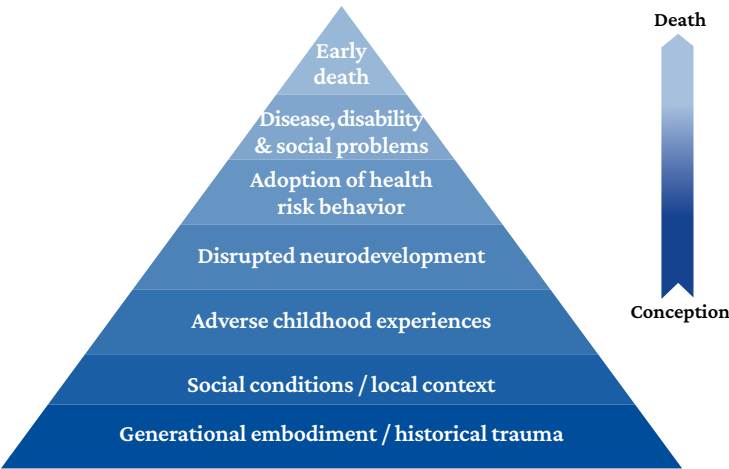 Death
Early
death
Disease, disability
& social problems
Adoption of health
risk behavior
Disrupted neurodevelopment
Conception
Adverse childhood experiences
Social conditions / local context
Generational embodiment / historical trauma